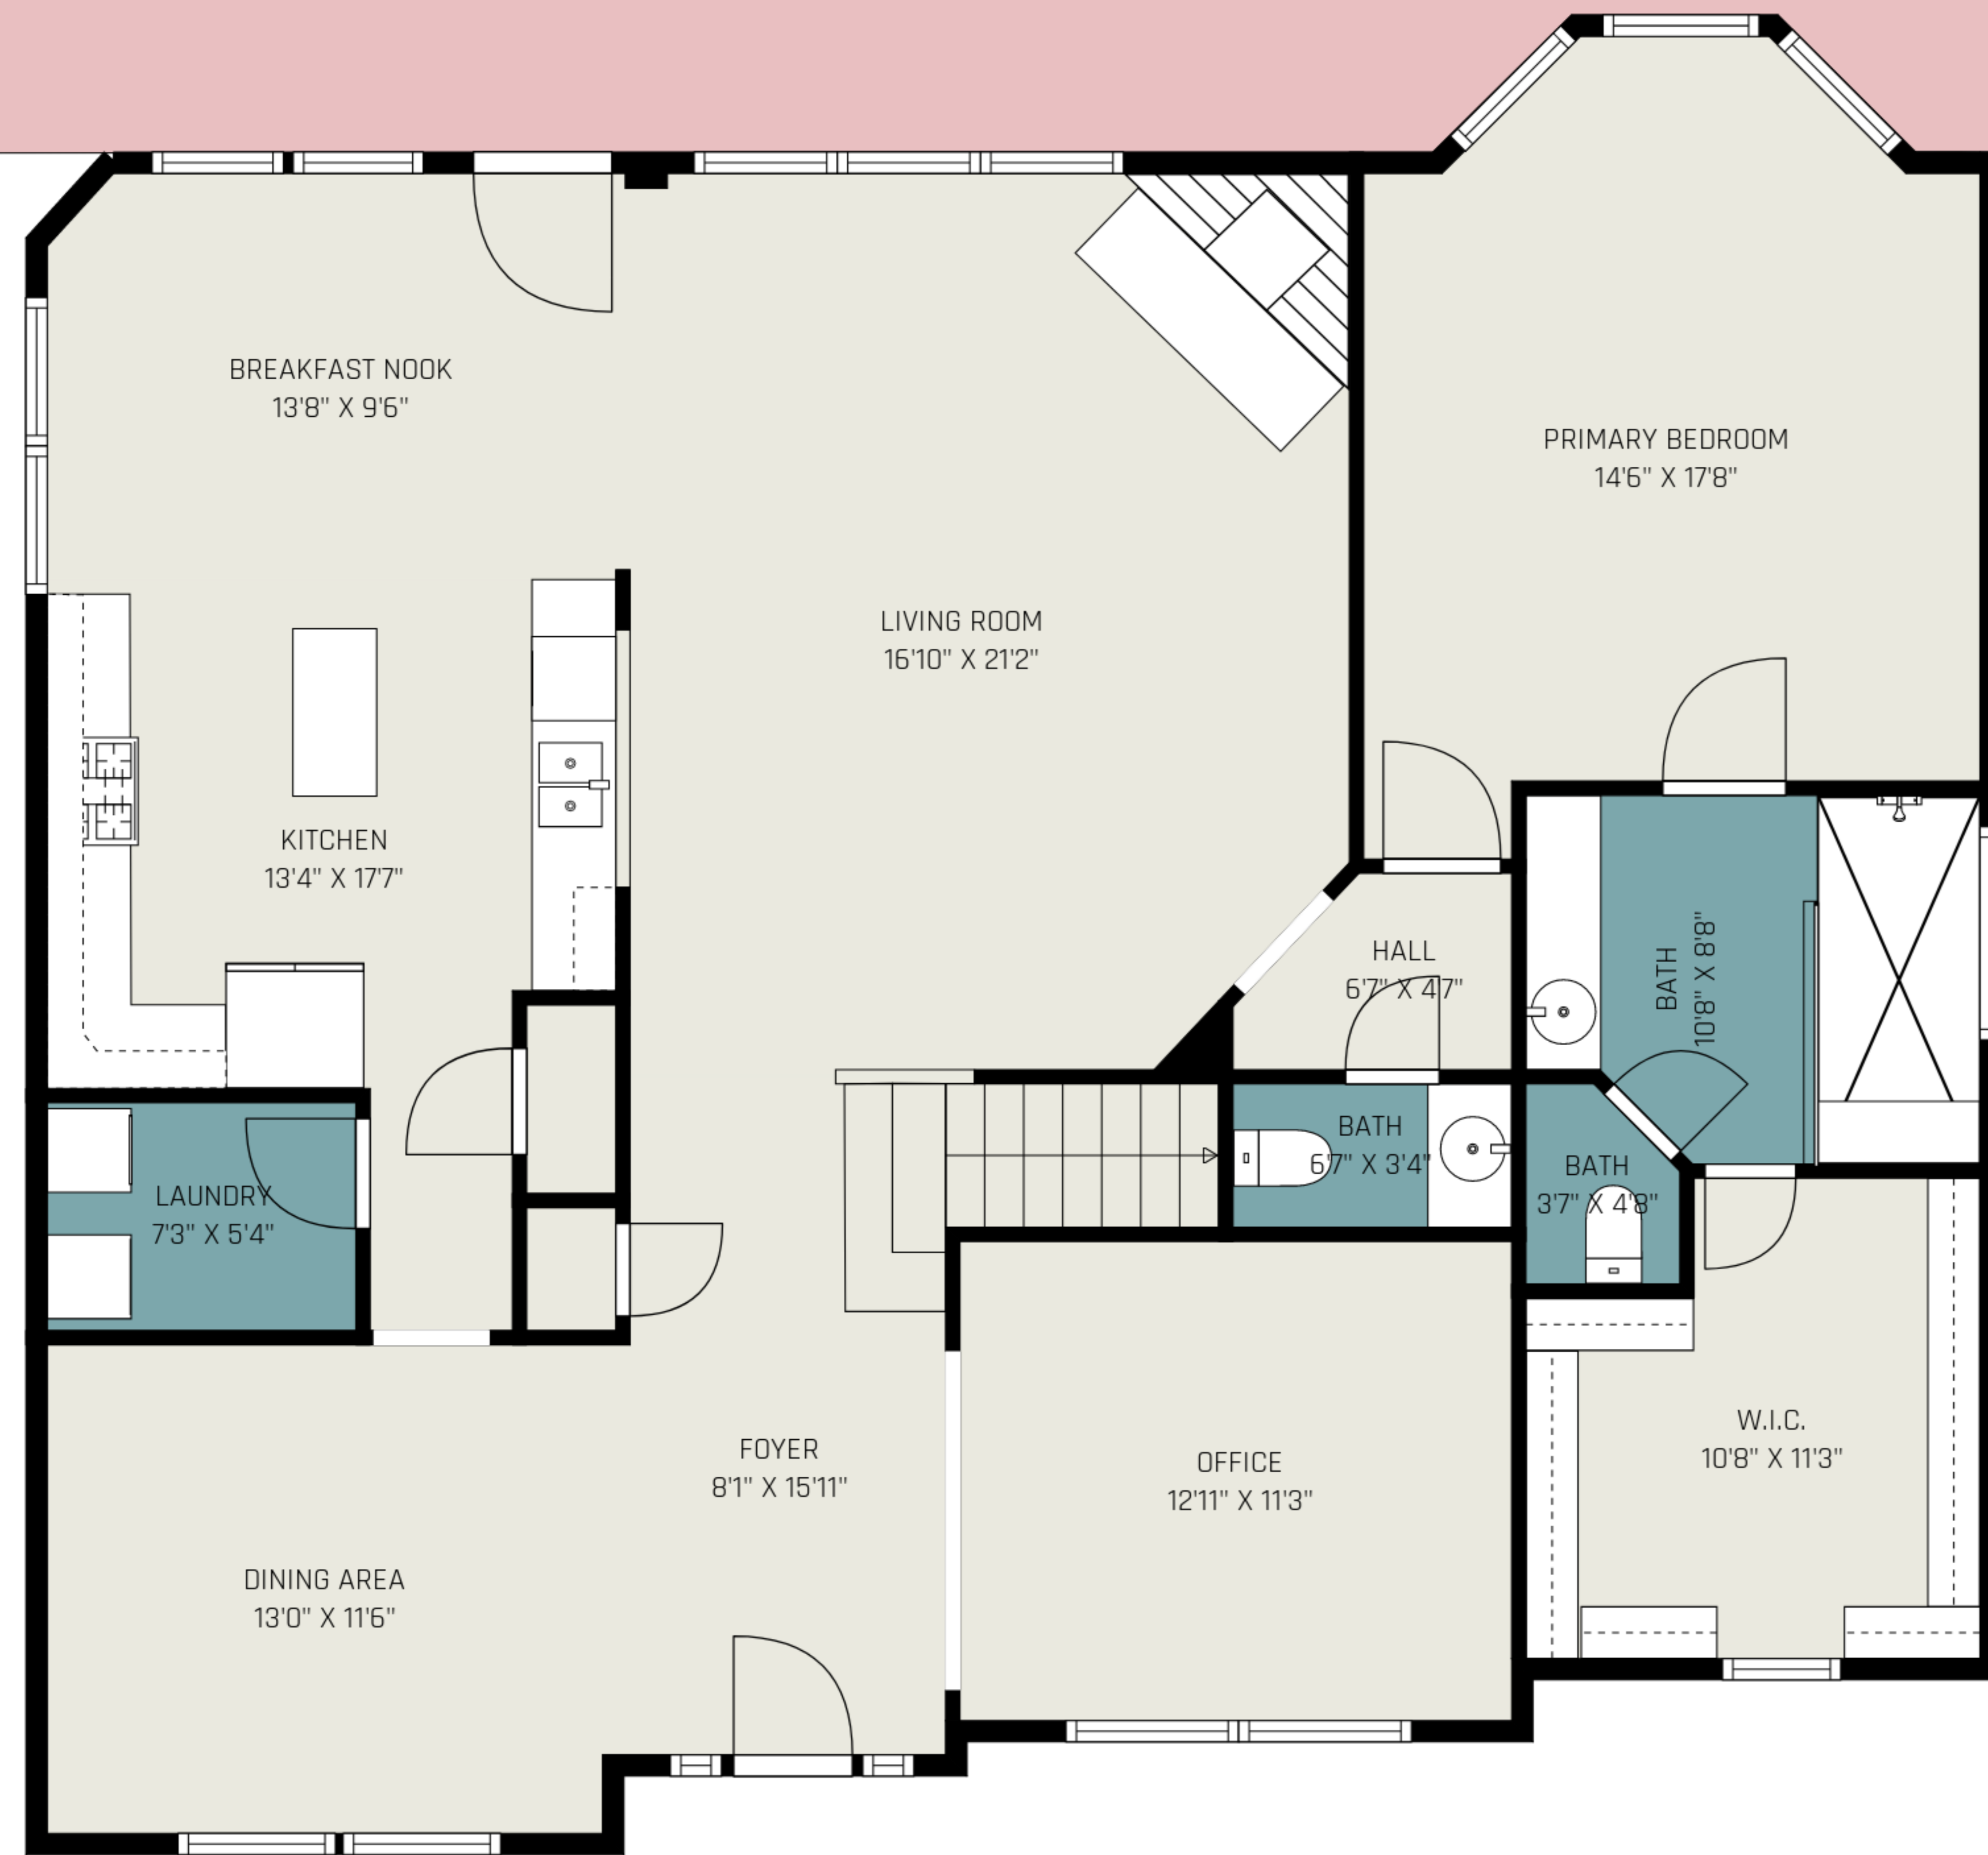 BREAKFAST NOOK
13'8" X 9'6"
PRIMARY BEDROOM
14'6" X 17'8"
LIVING ROOM
16'10" X 21'2"
KITCHEN
13'4" X 17'7"
HALL
6'7" X 4'7"
BATH
10'8" X 8'8"
BATH
6'7" X 3'4"
BATH
3'7" X 4'8"
LAUNDRY
7'3" X 5'4"
W.I.C.
10'8" X 11'3"
FOYER
8'1" X 15'11"
OFFICE
12'11" X 11'3"
DINING AREA
13'0" X 11'6"